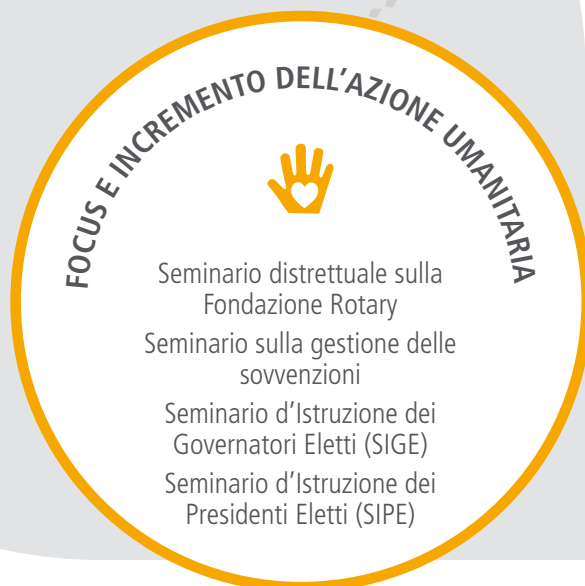 FOCUS E INCREMENTO DELL’AZIONE UMANITARIA
Seminario distrettuale sulla
Fondazione Rotary
Seminario sulla gestione delle
sovvenzioni
Seminario d’Istruzione dei
Governatori Eletti (SIGE)
Seminario d’Istruzione dei
Presidenti Eletti (SIPE)